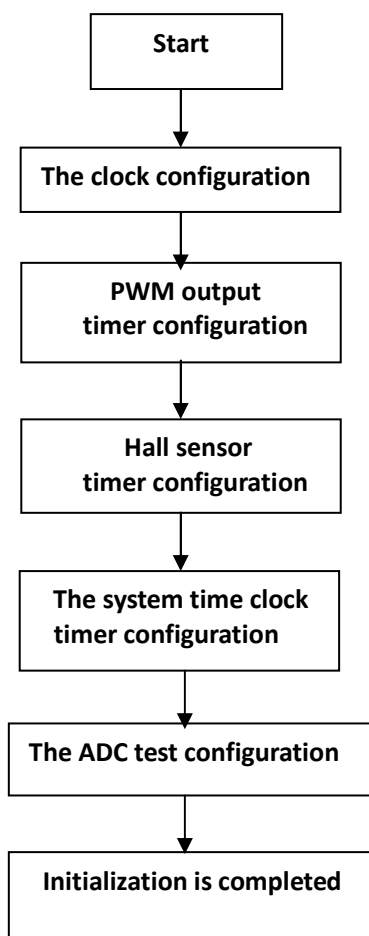 Start
The clock configuration
PWM output
timer configuration
Hall sensor
timer configuration
The system time clock
timer configuration
The ADC test configuration
Initialization is completed